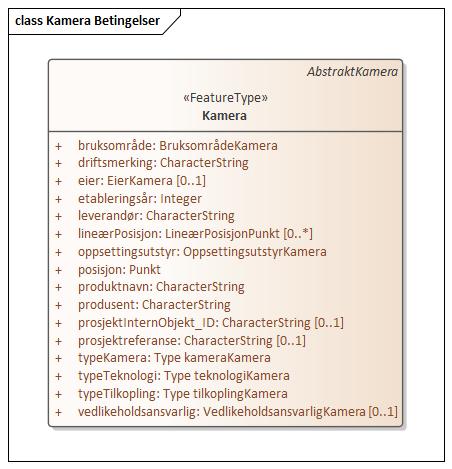 class Kamera Betingelser
AbstraktKamera
«FeatureType»
Kamera
+ bruksområde: BruksområdeKamera
+ driftsmerking: CharacterString
+ eier: EierKamera [0..1]
+ etableringsår: Integer
+ leverandør: CharacterString
+ lineærPosisjon: LineærPosisjonPunkt [0..*]
+ oppsettingsutstyr: OppsettingsutstyrKamera
+ posisjon: Punkt
+ produktnavn: CharacterString
+ produsent: CharacterString
+ prosjektInternObjekt_ID: CharacterString [0..1]
+ prosjektreferanse: CharacterString [0..1]
+ typeKamera: Type kameraKamera
+ typeTeknologi: Type teknologiKamera
+ typeTilkopling: Type tilkoplingKamera
+ vedlikeholdsansvarlig: VedlikeholdsansvarligKamera [0..1]